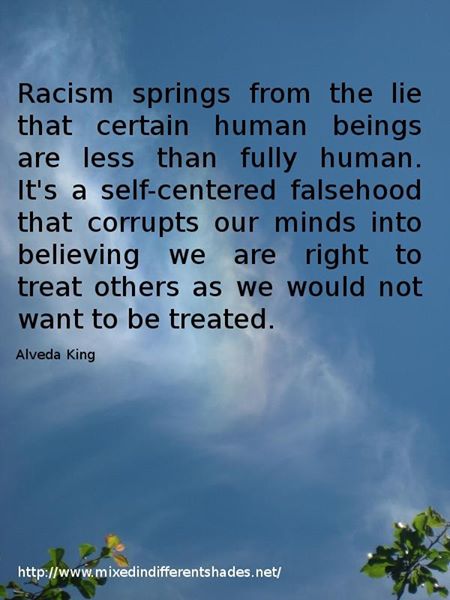 Racism springs from the lie
that certain human beings
are less than fully human.
It's a self-centered falsehood
that corrupts our minds into
believing we are right to
treat others as we would not
want to be treated.
Alveda King
http://www.mixedindifferentshades.net/